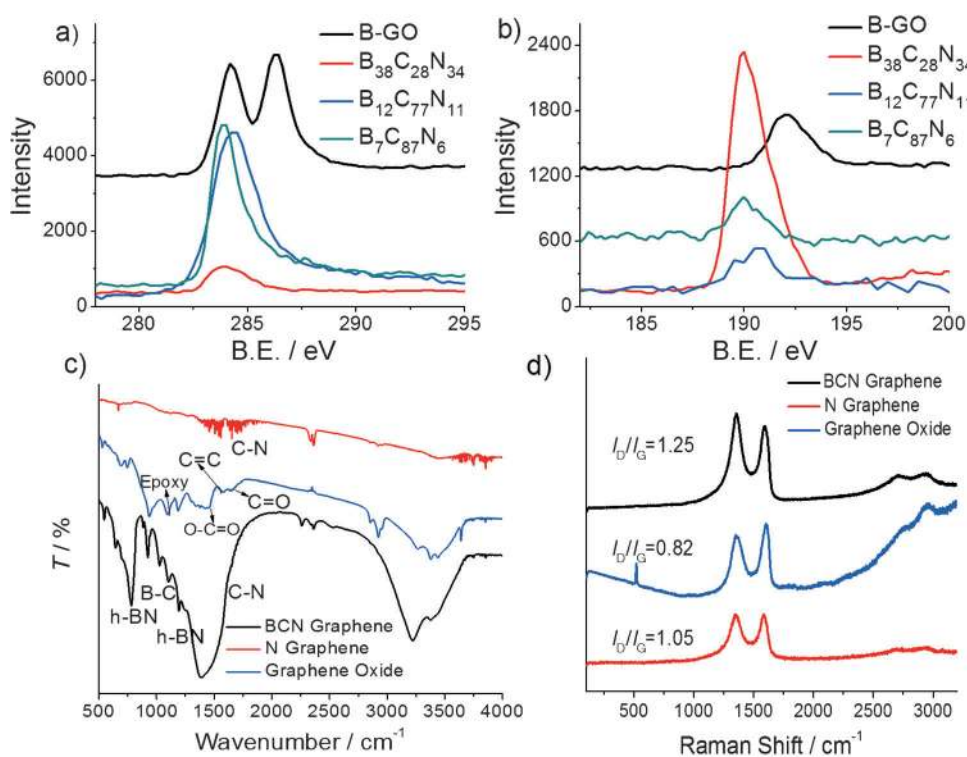 a)
B-GO
B38C28N34
B12C77N11
B7C87N6
6000
4000
2000
0
Intensity
280 285 290 295
B.E. / eV
b)
B-GO
B38C28N34
B12C77N11
B7C87N6
2400
1800
1200
600
0
Intensity
185 190 195 200
B.E. / eV
c)
C-N
C=C
Epoxy
C=O
O-C=O
B-C
C-N
h-BN
h-BN
BCN Graphene
N Graphene
Graphene Oxide
T / %
500 1000 1500 2000 2500 3000 3500 4000
Wavenumber / cm-1
d)
BCN Graphene
N Graphene
Graphene Oxide
ID/IG=1.25
ID/IG=0.82
ID/IG=1.05
500 1000 1500 2000 2500 3000
Raman Shift / cm-1